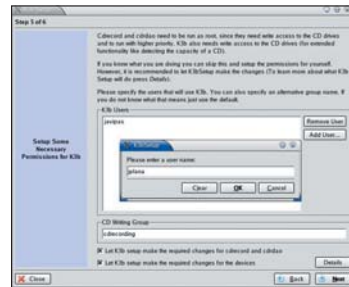 Step 5 of 6
Cdrecord and cdrdao need to be run as root, since they need write access to the CD drives
and to run with higher priority. K3b also needs write access to the CD drives (for extended
functionality like detecting the capacity of a CD).
If you know what you are doing you can skip this and setup the permissions for yourself.
However, it is recommended to let K3bSetup make the changes (To learn more about what K3b
Setup will do press Details).
Please specify the users that will use K3b. You can also specify an alternative group name. If
you do not know what that means just use the default.
K3b Users
javipas
Remove User
Add User...
Setup Some
Necessary
Permissions for K3b
K3bSetup
Please enter a user name:
jplana
Clear
OK
Cancel
CD Writing Group
cdrecording
Let K3b setup make the required changes for cdrecord and cdrdao
Let K3b setup make the required changes for the devices
Details
Close
Back
Next